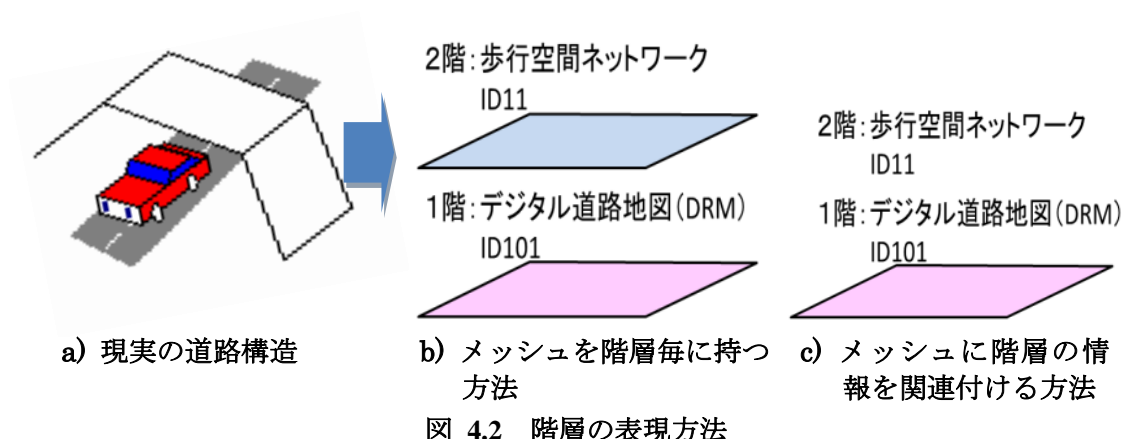 2階：歩行空間ネットワーク
ID11
1階：デジタル道路地図（DRM）
ID101
2階：歩行空間ネットワーク
ID11
1階：デジタル道路地図（DRM）
ID101
a) 現実の道路構造
b) メッシュを階層毎に持つ
方法
c) メッシュに階層の情
報を関連付ける方法
図 4.2 階層の表現方法